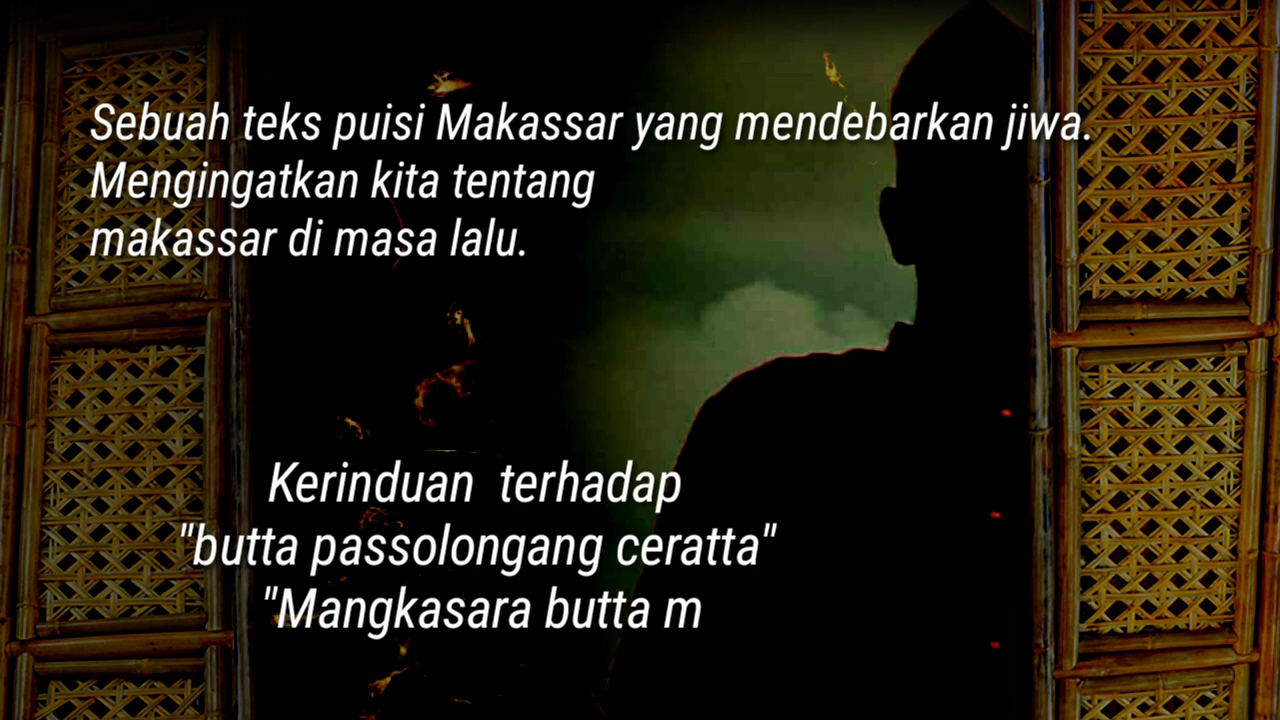 Sebuah teks puisi Makassar yang mendebarkan jiwa.
Mengingatkan kita tentang
makassar di masa lalu.
Kerinduan terhadap
"butta passolongang ceratta"
"Mangkasara butta m